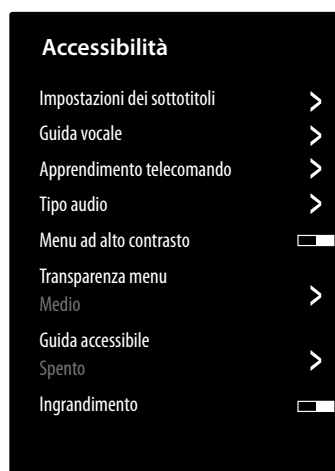 Accessibilità
Impostazioni dei sottotitoli
Guida vocale
Apprendimento telecomando
Tipo audio
Menu ad alto contrasto
Transparenza menu
Medio
Guida accessibile
Spento
Ingrandimento